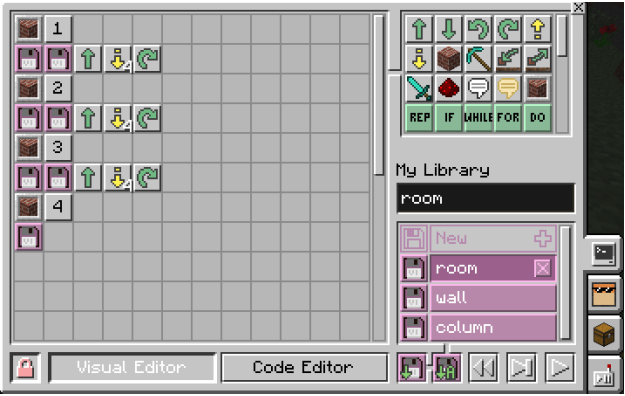 1
2
3
4
REP IF WHILE FOR DO
My Library
room
New
room
wall
column
Visual Editor
Code Editor